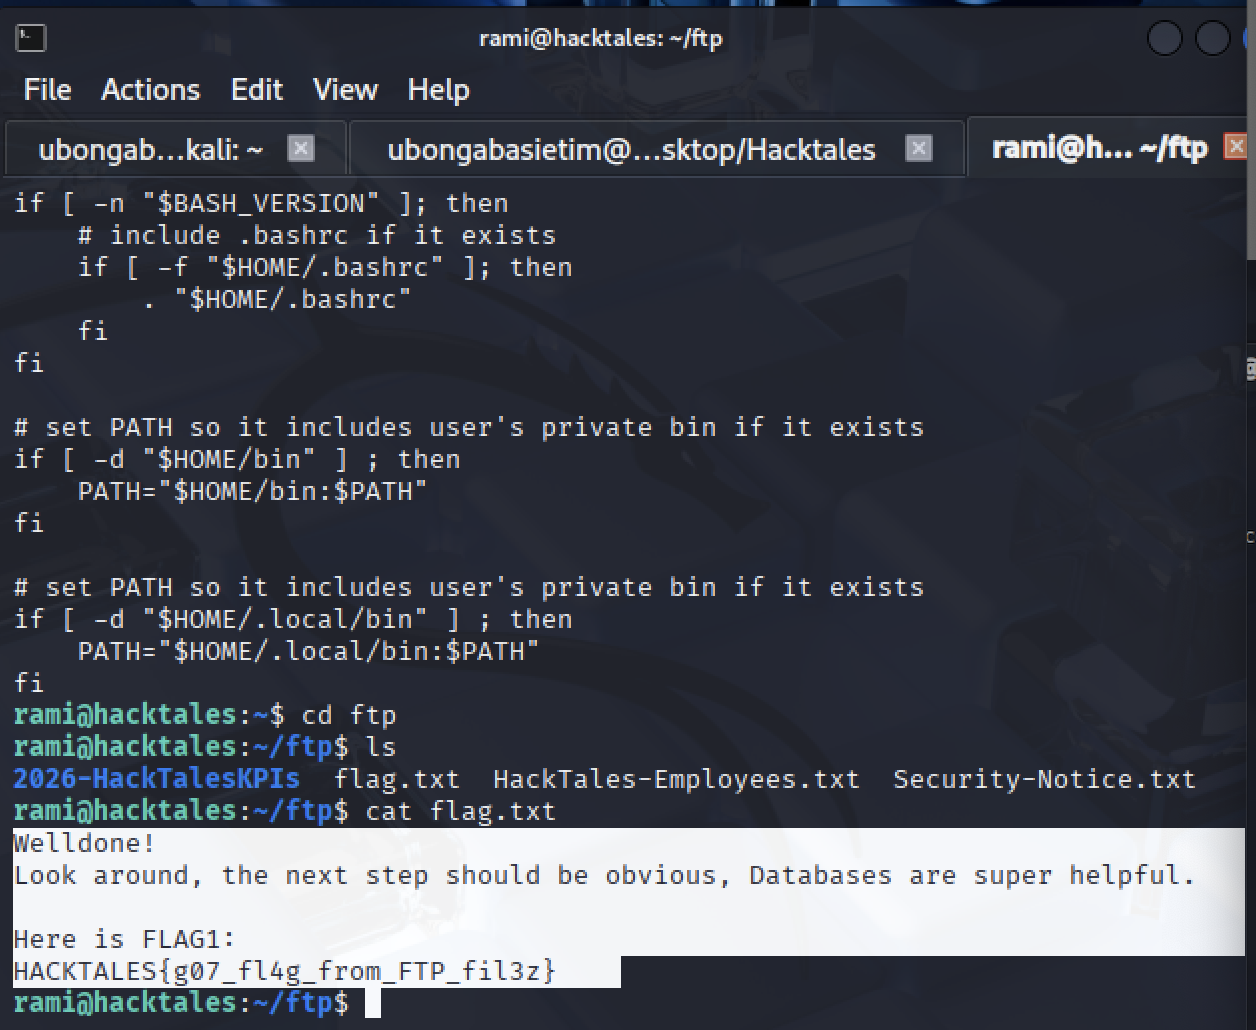 rami@hacktales: ~/ftp
File Actions Edit View Help
ubongab...kali: ~
ubongabasietim@...sktop/Hacktales
rami@h... ~/ftp
if [ -n "$BASH_VERSION" ]; then
    # include .bashrc if it exists
    if [ -f "$HOME/.bashrc" ]; then
        . "$HOME/.bashrc"
    fi
fi

# set PATH so it includes user's private bin if it exists
if [ -d "$HOME/bin" ] ; then
    PATH="$HOME/bin:$PATH"
fi

# set PATH so it includes user's private bin if it exists
if [ -d "$HOME/.local/bin" ] ; then
    PATH="$HOME/.local/bin:$PATH"
fi
rami@hacktales:~$ cd ftp
rami@hacktales:~/ftp$ ls
2026-HackTalesKPIs  flag.txt  HackTales-Employees.txt  Security-Notice.txt
rami@hacktales:~/ftp$ cat flag.txt
Welldone!
Look around, the next step should be obvious, Databases are super helpful.

Here is FLAG1:
HACKTALES{g07_fl4g_from_FTP_fil3z}
rami@hacktales:~/ftp$